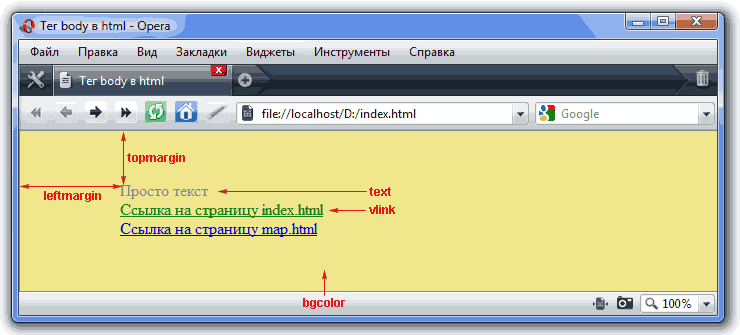 Тег body в html - Opera
Файл Правка Вид Закладки Виджеты Инструменты Справка
Тег body в html
file://localhost/D:/index.html Google
topmargin
leftmargin
Просто текст text
Ссылка на страницу index.html vlink
Ссылка на страницу map.html
bgcolor
100%